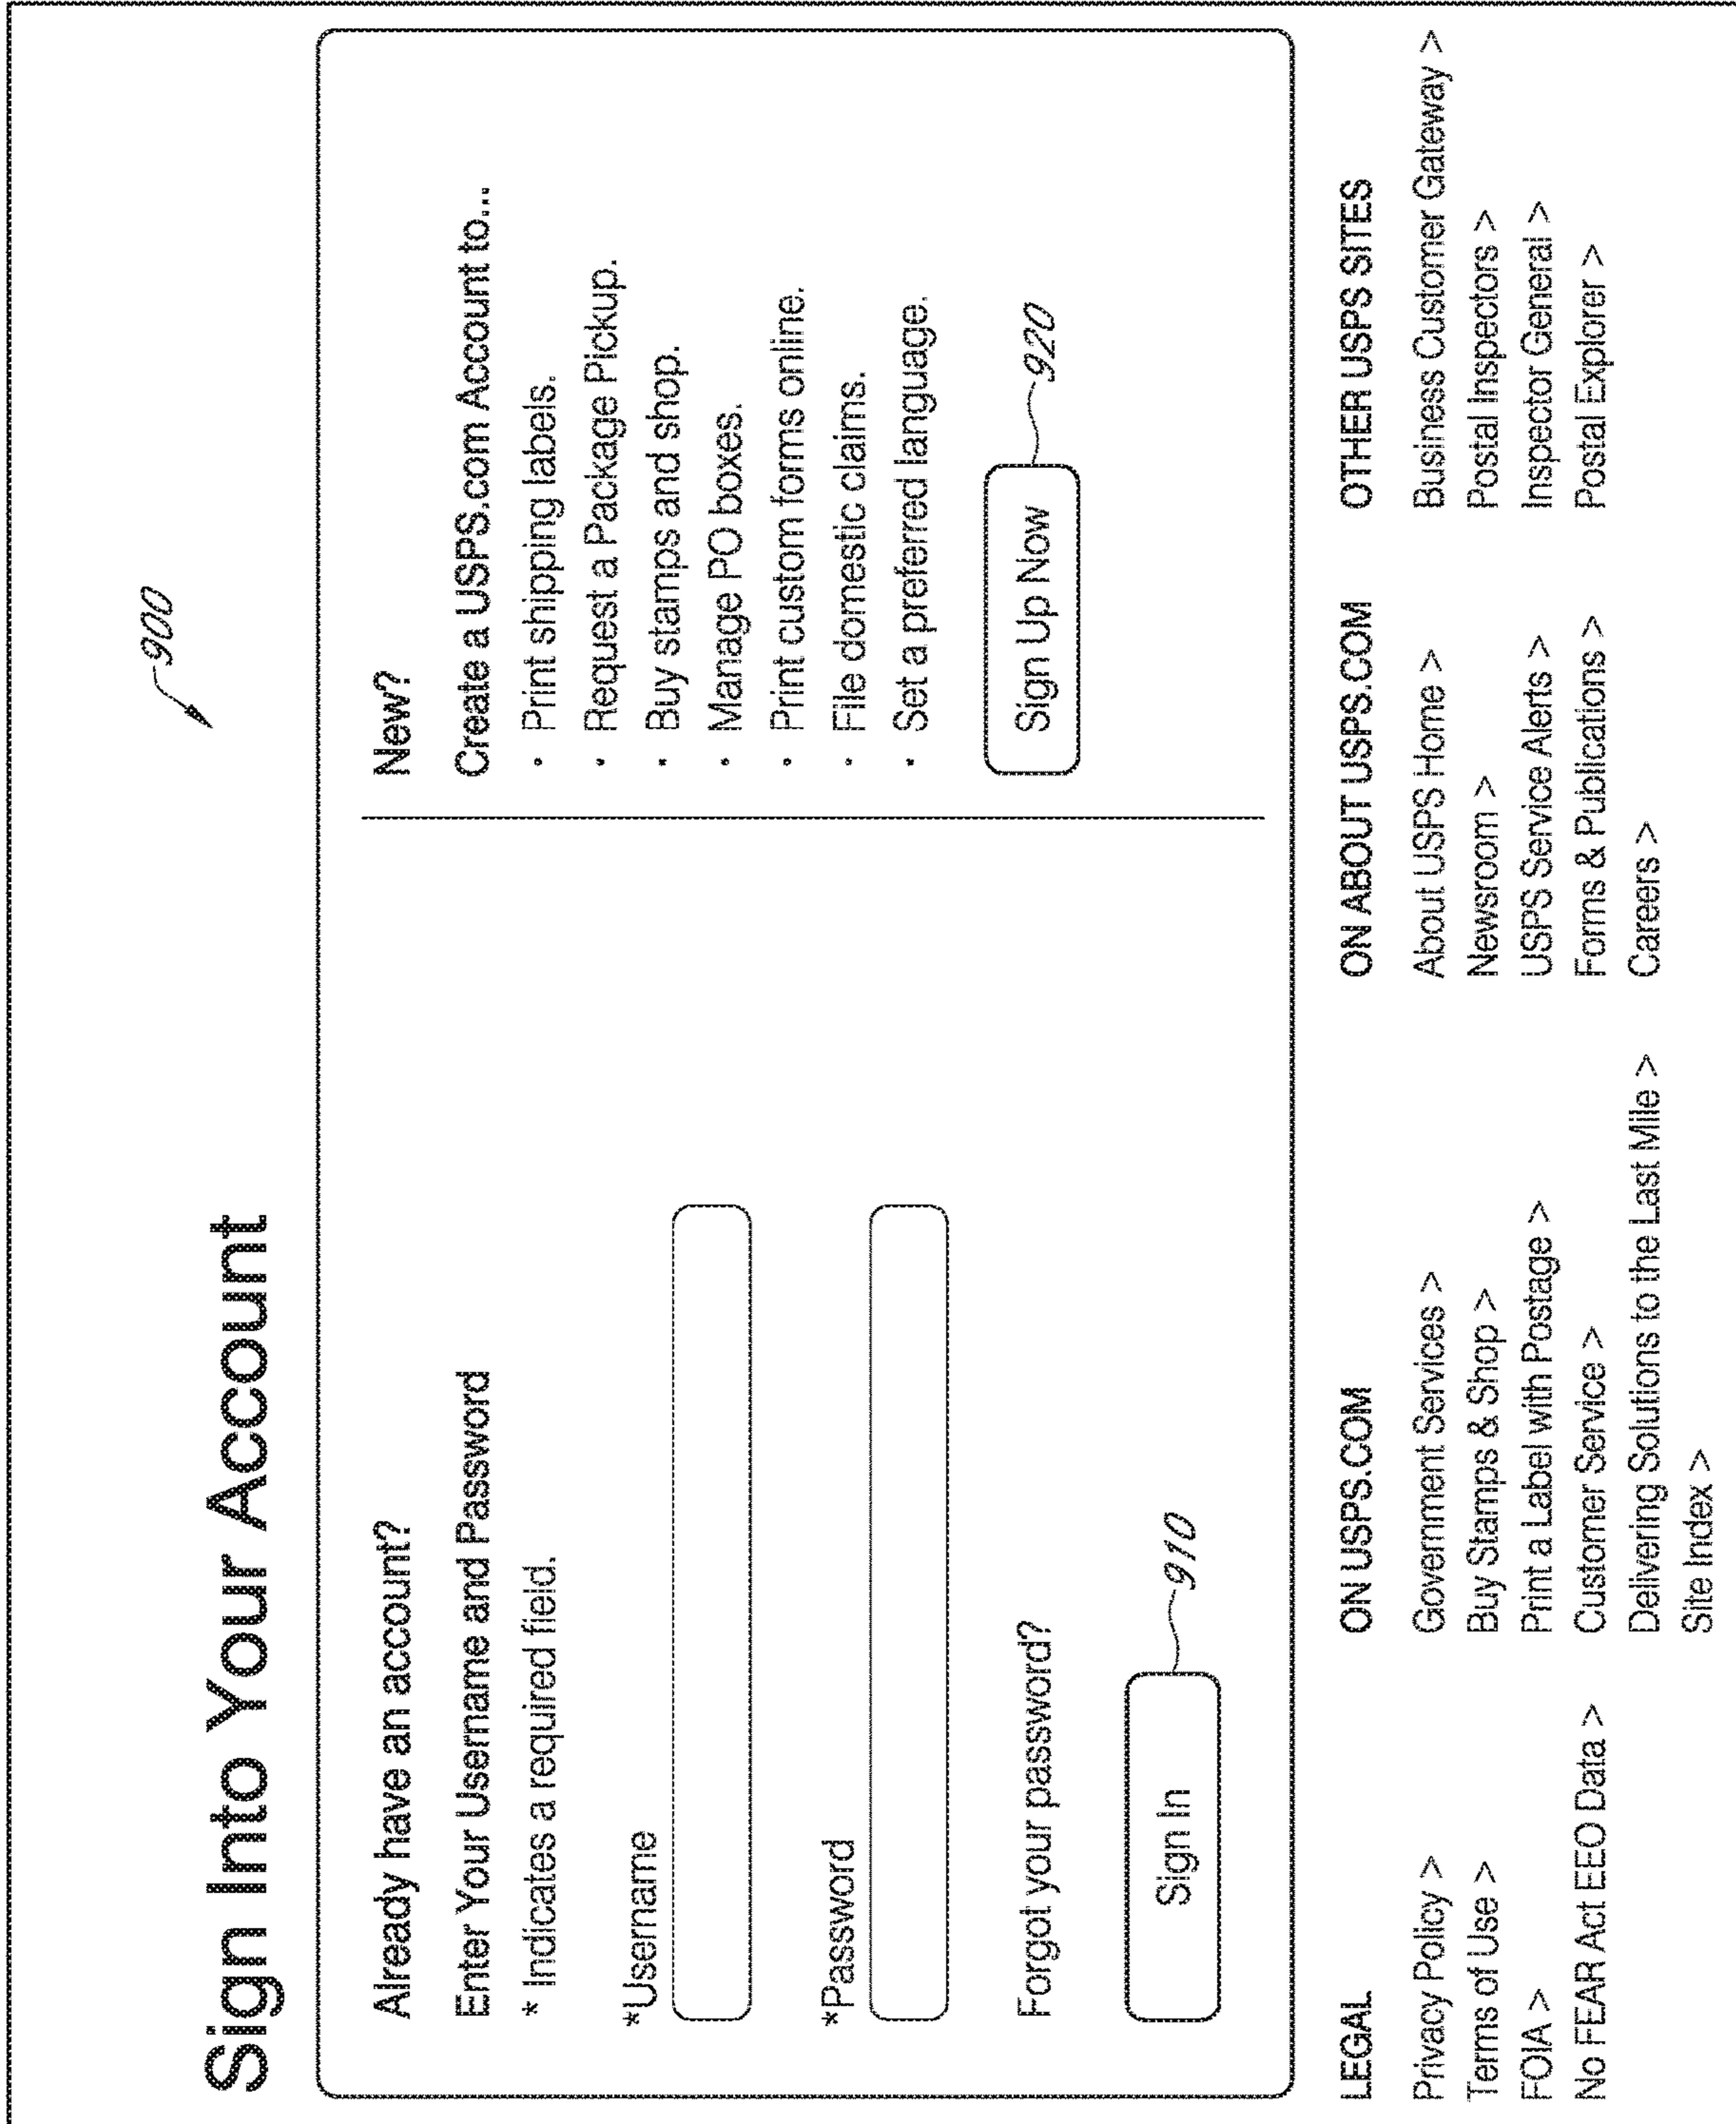 900
Sign Into Your Account
Already have an account?
Enter Your Username and Password
* Indicates a required field.
*Username
*Password
Forgot your password?
Sign In
910
New?
Create a USPS.com Account to...
• Print shipping labels.
• Request a Package Pickup.
• Buy stamps and shop.
• Manage PO boxes.
• Print custom forms online.
• File domestic claims.
• Set a preferred language.
Sign Up Now
920
LEGAL
Privacy Policy >
Terms of Use >
FOIA >
No FEAR Act EEO Data >
ON USPS.COM
Government Services >
Buy Stamps & Shop >
Print a Label with Postage >
Customer Service >
Delivering Solutions to the Last Mile >
Site Index >
ON ABOUT USPS.COM
About USPS Home >
Newsroom >
USPS Service Alerts >
Forms & Publications >
Careers >
OTHER USPS SITES
Business Customer Gateway >
Postal Inspectors >
Inspector General >
Postal Explorer >